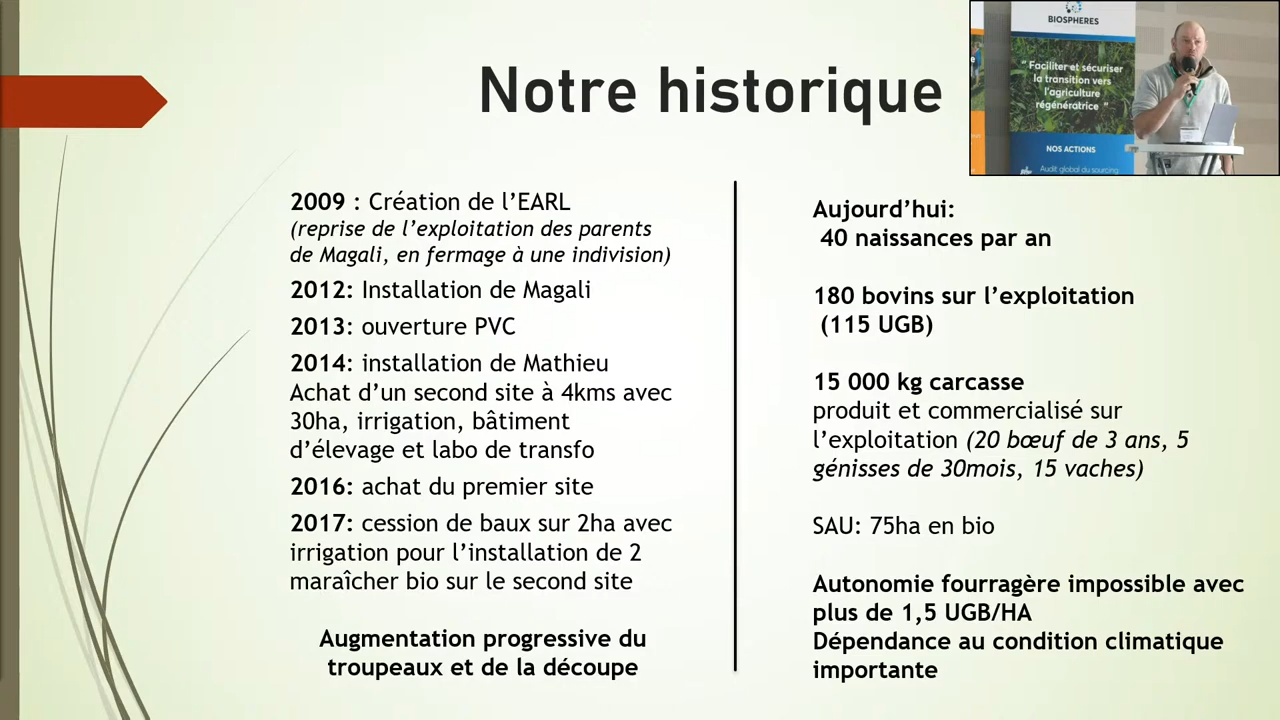 Notre historique
BIOSPHERES
“ Faciliter et sécuriser
la transition vers
l'agriculture
régénératrice ”
NOS ACTIONS
Audit global du sourcing
2009 : Création de l’EARL
(reprise de l’exploitation des parents
de Magali, en fermage à une indivision)
2012: Installation de Magali
2013: ouverture PVC
2014: installation de Mathieu
Achat d’un second site à 4kms avec
30ha, irrigation, bâtiment
d’élevage et labo de transfo
2016: achat du premier site
2017: cession de baux sur 2ha avec
irrigation pour l’installation de 2
maraîcher bio sur le second site
Augmentation progressive du
troupeaux et de la découpe
Aujourd’hui:
40 naissances par an
180 bovins sur l’exploitation
(115 UGB)
15 000 kg carcasse
produit et commercialisé sur
l’exploitation (20 bœuf de 3 ans, 5
génisses de 30mois, 15 vaches)
SAU: 75ha en bio
Autonomie fourragère impossible avec
plus de 1,5 UGB/HA
Dépendance au condition climatique
importante